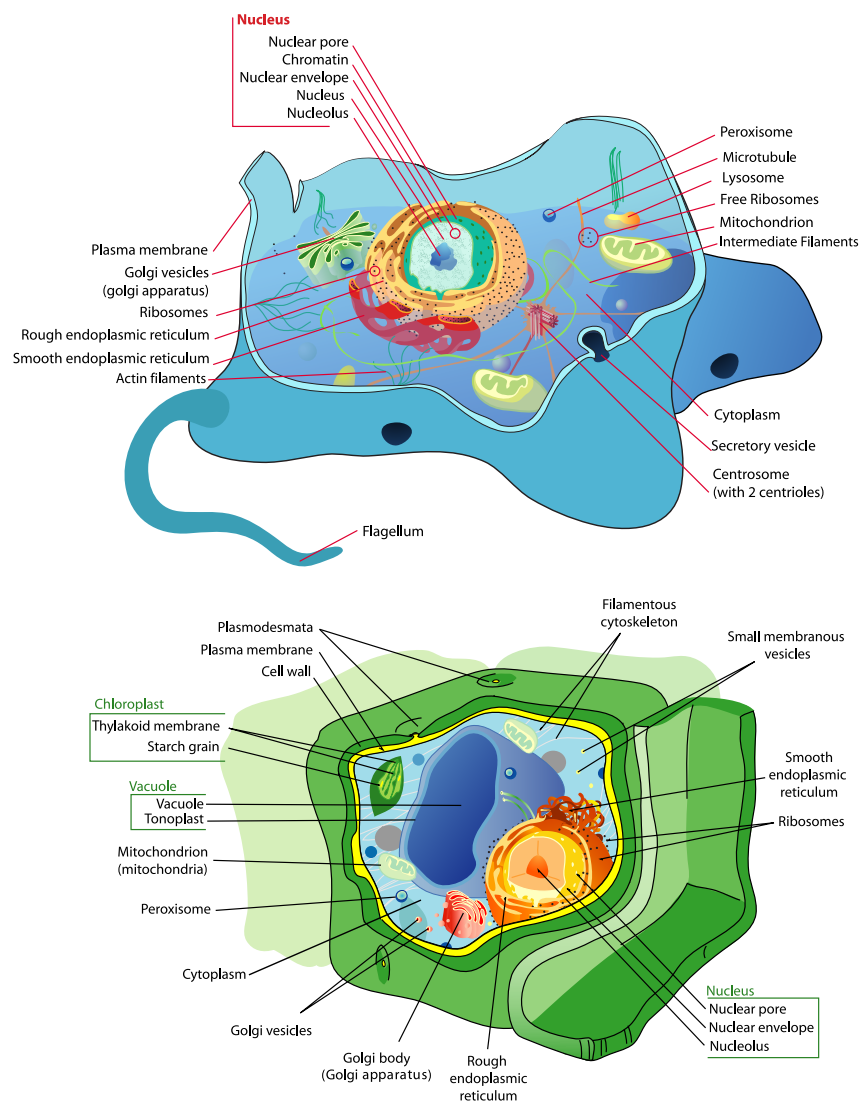 Nucleus
Nuclear pore
Chromatin
Nuclear envelope
Nucleus
Nucleolus
Peroxisome
Microtubule
Lysosome
Free Ribosomes
Mitochondrion
Intermediate Filaments
Plasma membrane
Golgi vesicles
(golgi apparatus)
Ribosomes
Rough endoplasmic reticulum
Smooth endoplasmic reticulum
Actin filaments
Cytoplasm
Secretory vesicle
Centrosome
(with 2 centrioles)
Flagellum
Plasmodesmata
Plasma membrane
Cell wall
Filamentous
cytoskeleton
Small membranous
vesicles
Chloroplast
Thylakoid membrane
Starch grain
Vacuole
Vacuole
Tonoplast
Mitochondrion
(mitochondria)
Peroxisome
Cytoplasm
Golgi vesicles
Golgi body
(Golgi apparatus)
Rough
endoplasmic
reticulum
Smooth
endoplasmic
reticulum
Ribosomes
Nucleus
Nuclear pore
Nuclear envelope
Nucleolus